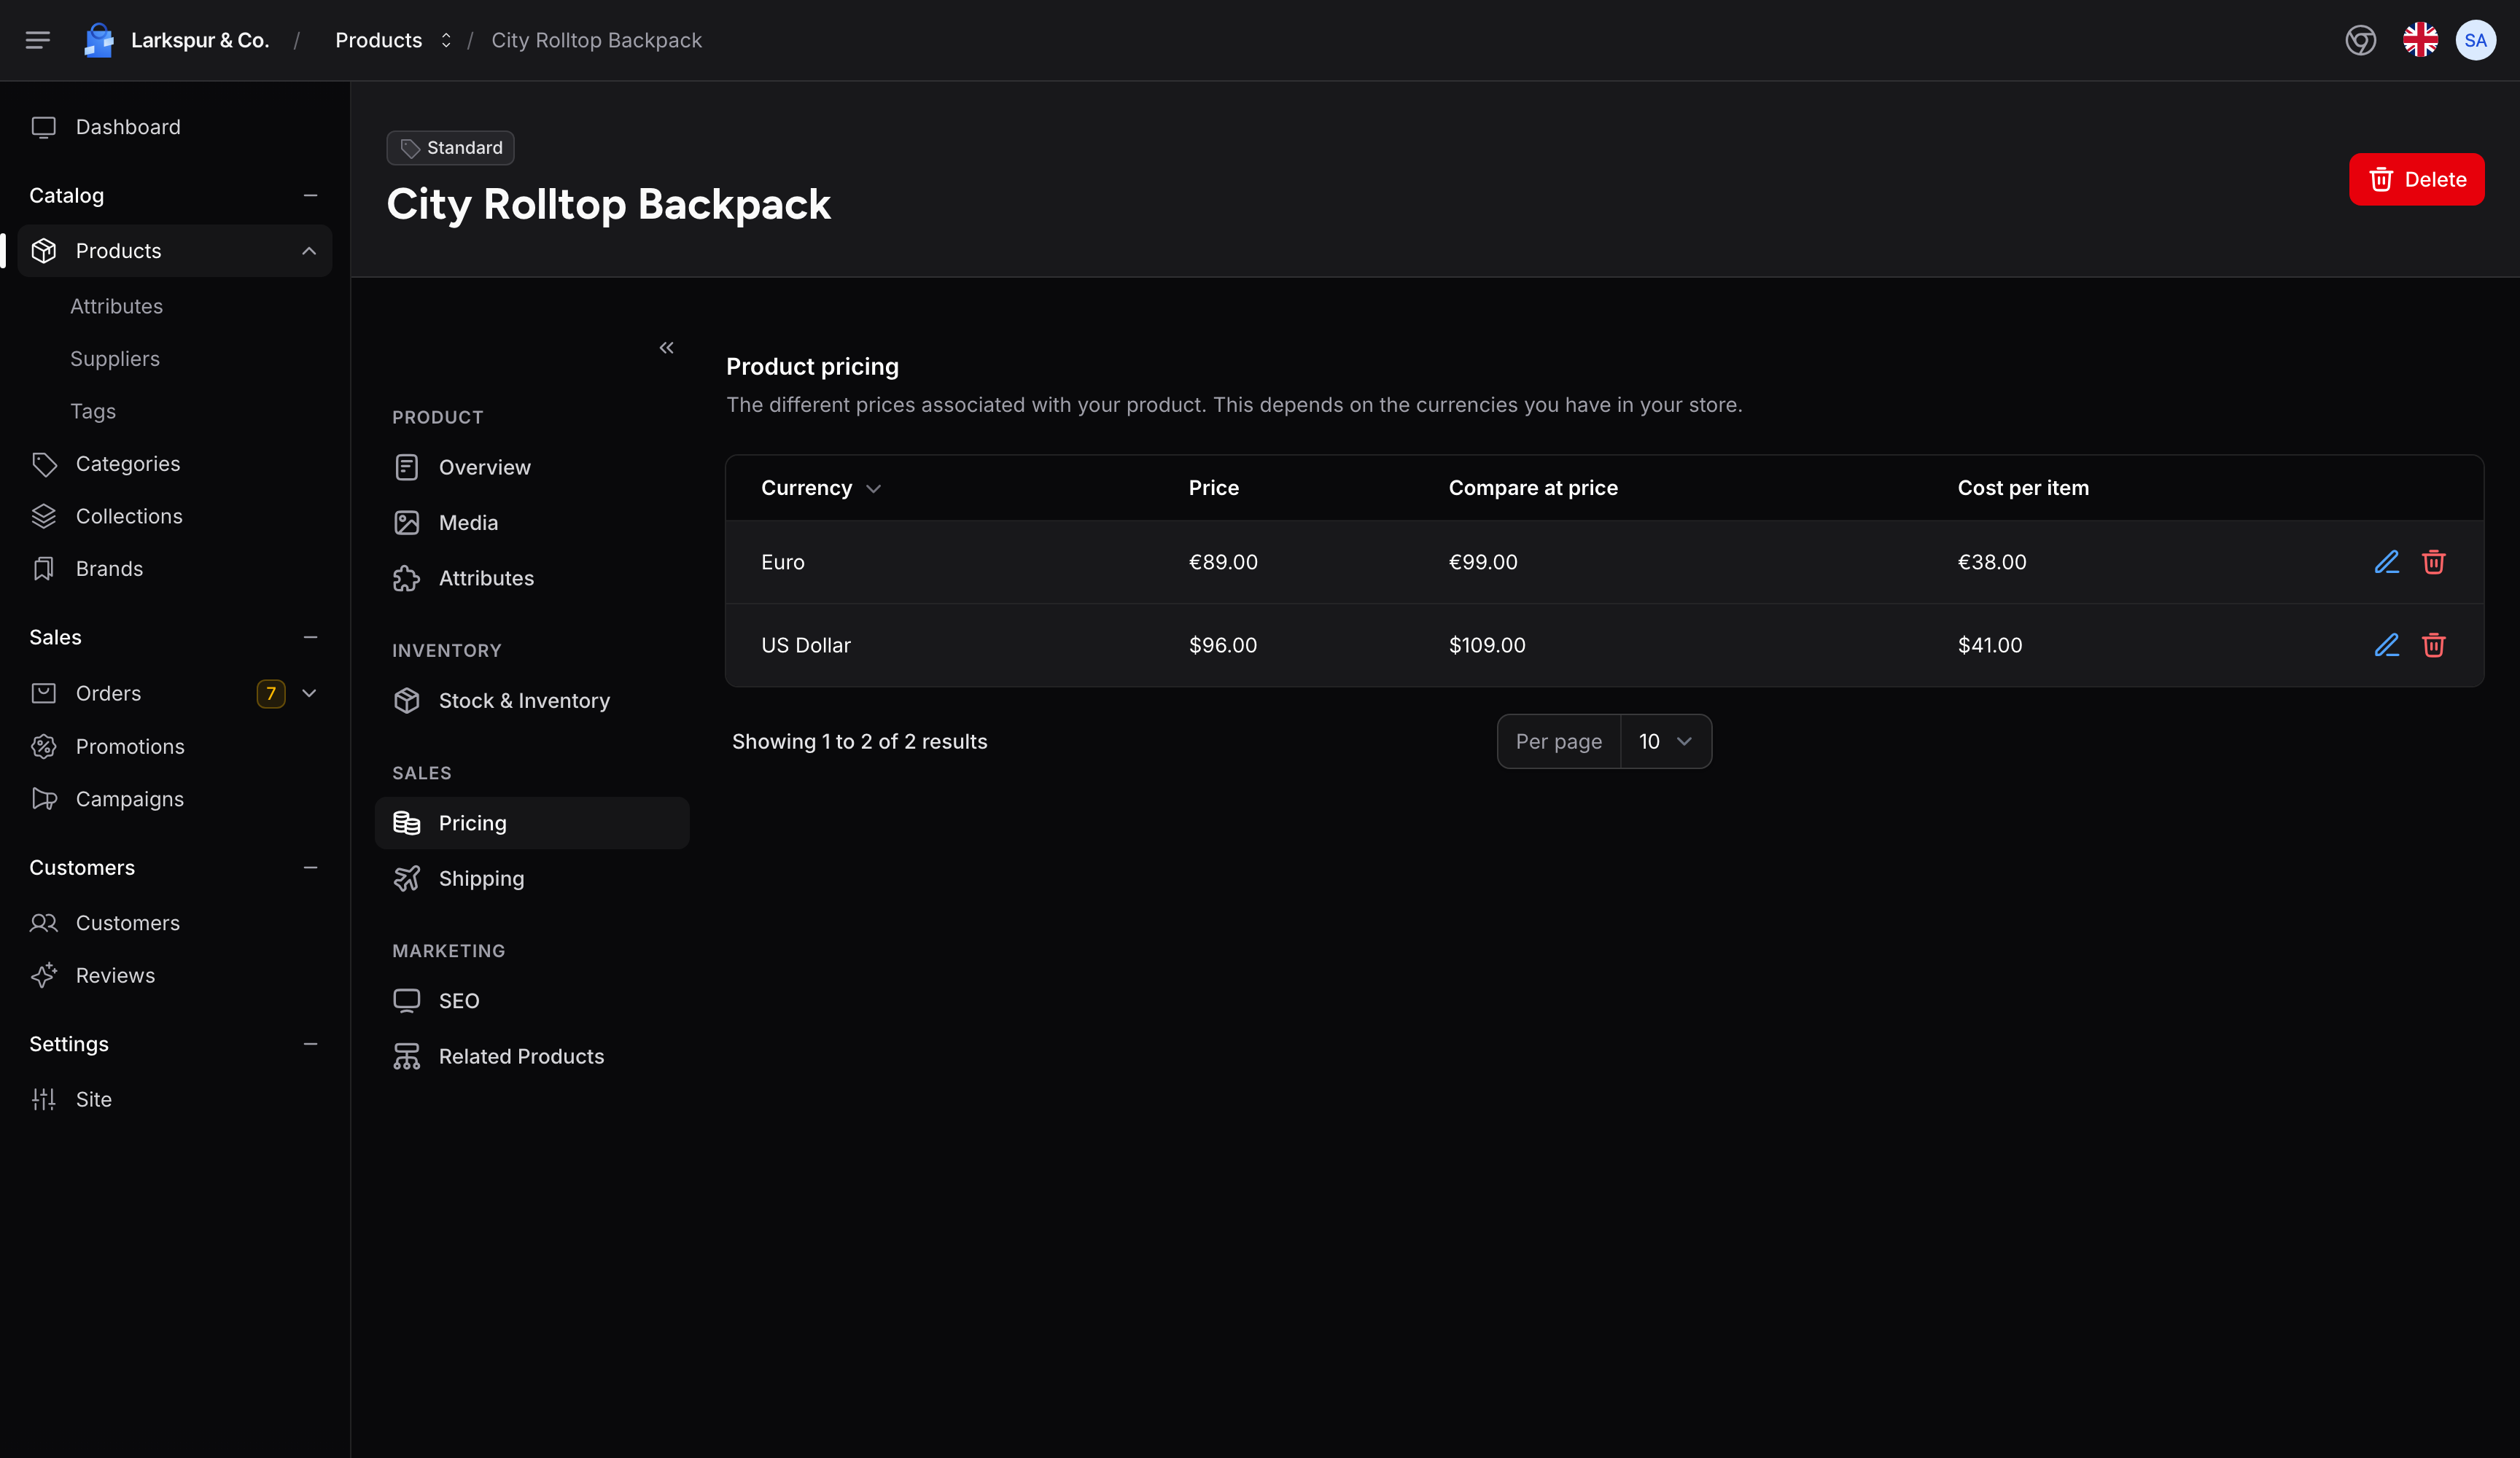 Larkspur & Co. / Products / City Rolltop Backpack
SA
Dashboard
Catalog
Products
Attributes
Suppliers
Tags
Categories
Collections
Brands
Sales
Orders 7
Promotions
Campaigns
Customers
Customers
Reviews
Settings
Site
Standard
City Rolltop Backpack
Delete
PRODUCT
Overview
Media
Attributes
INVENTORY
Stock & Inventory
SALES
Pricing
Shipping
MARKETING
SEO
Related Products
Product pricing
The different prices associated with your product. This depends on the currencies you have in your store.
Currency Price Compare at price Cost per item
Euro €89.00 €99.00 €38.00
US Dollar $96.00 $109.00 $41.00
Showing 1 to 2 of 2 results
Per page 10